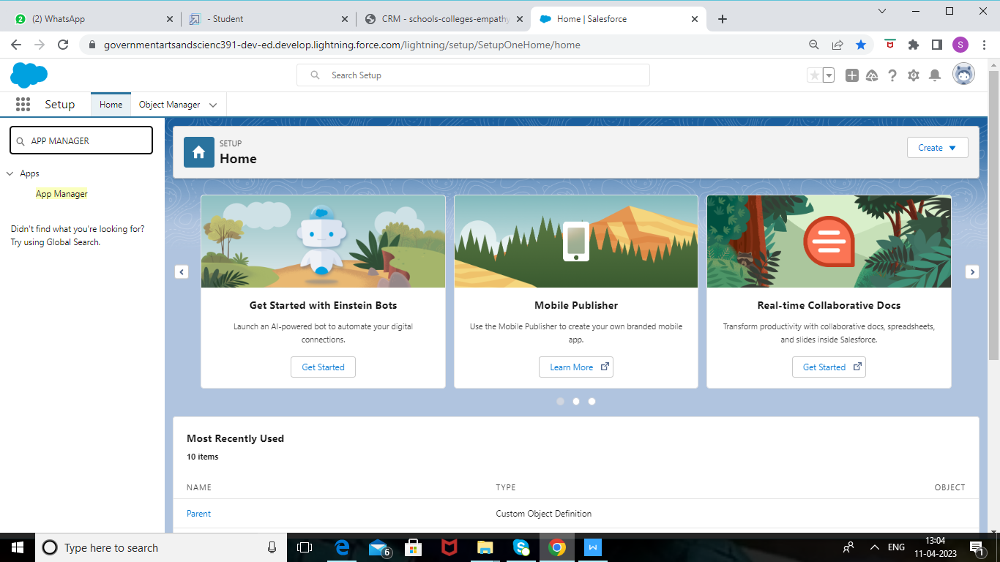 (2) WhatsApp
- Student
CRM - schools-colleges-empathy
Home | Salesforce
governmentartsandscienc391-dev-ed.develop.lightning.force.com/lightning/setup/SetupOneHome/home
S
Search Setup
Setup
Home
Object Manager
APP MANAGER
Apps
App Manager
Didn't find what you're looking for?
Try using Global Search.
SETUP
Home
Create
Get Started with Einstein Bots
Launch an AI-powered bot to automate your digital
connections.
Get Started
Mobile Publisher
Use the Mobile Publisher to create your own branded mobile
app.
Learn More
Real-time Collaborative Docs
Transform productivity with collaborative docs, spreadsheets,
and slides inside Salesforce.
Get Started
Most Recently Used
10 items
NAME TYPE OBJECT
Parent Custom Object Definition
Type here to search
6
ENG
13:04
11-04-2023
1